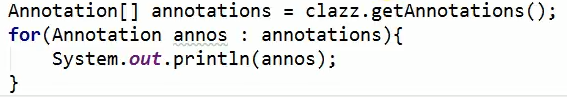 Annotation[] annotations = clazz.getAnnotations();
for(Annotation annos : annotations){
    System.out.println(annos);
}